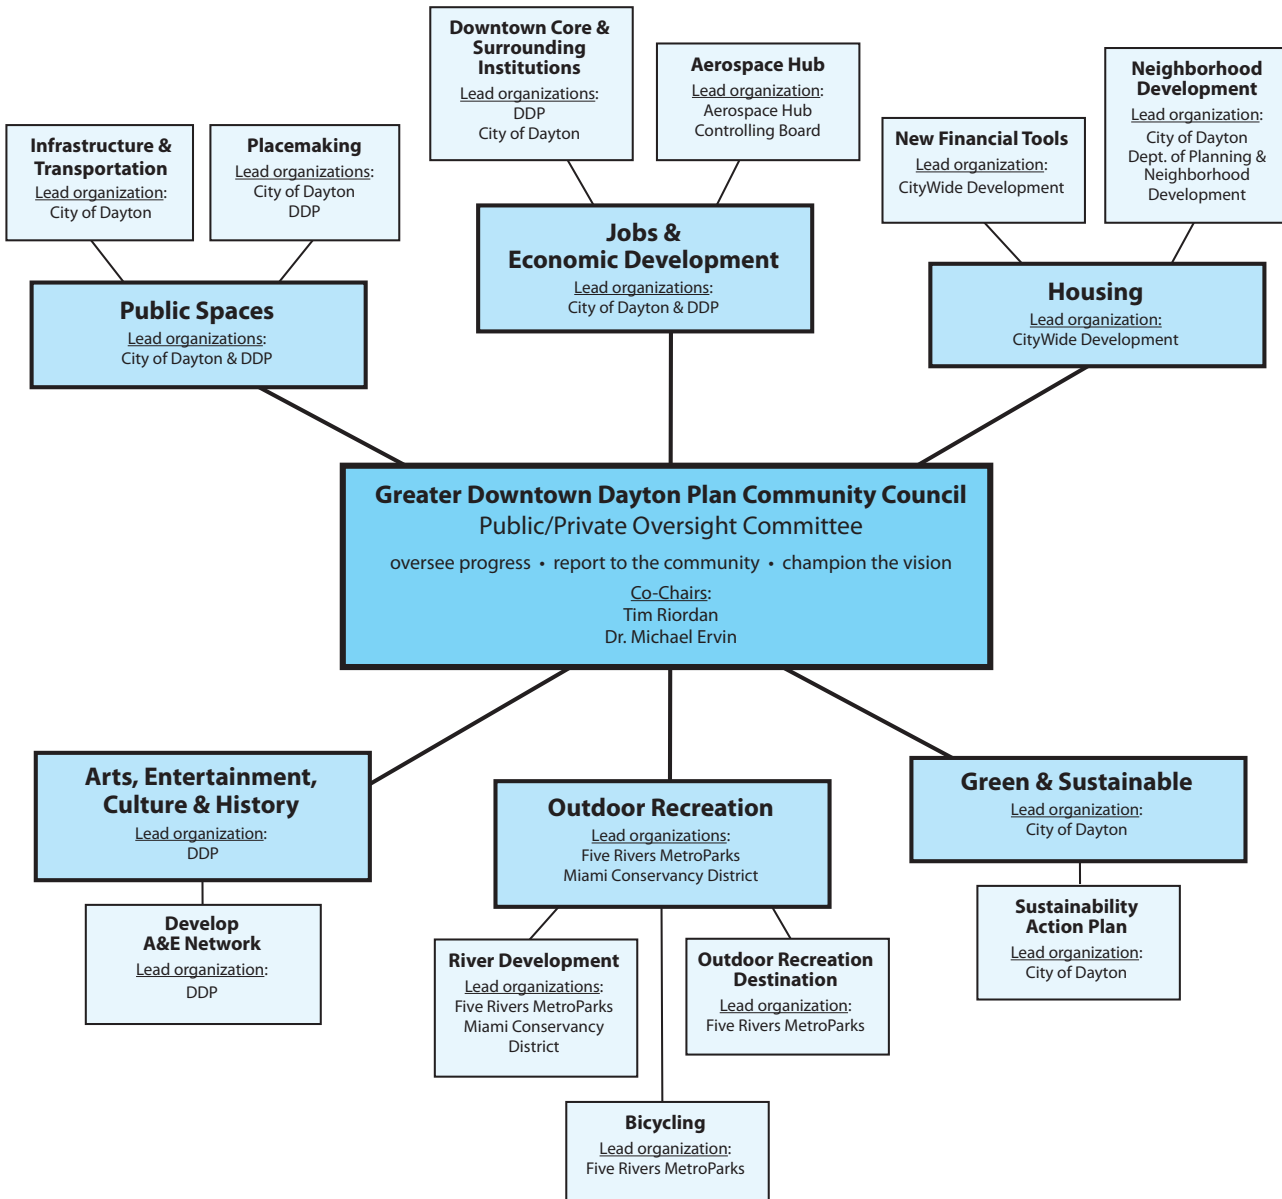 Downtown Core &
Surrounding
Institutions
Lead organizations:
DDP
City of Dayton
Aerospace Hub
Lead organization:
Aerospace Hub
Controlling Board
Neighborhood
Development
Lead organization:
City of Dayton
Dept. of Planning &
Neighborhood
Development
Infrastructure &
Transportation
Lead organization:
City of Dayton
Placemaking
Lead organizations:
City of Dayton
DDP
New Financial Tools
Lead organization:
CityWide Development
Public Spaces
Lead organizations:
City of Dayton & DDP
Jobs &
Economic Development
Lead organizations:
City of Dayton & DDP
Housing
Lead organization:
CityWide Development
Greater Downtown Dayton Plan Community Council
Public/Private Oversight Committee
oversee progress • report to the community • champion the vision
Co-Chairs:
Tim Riordan
Dr. Michael Ervin
Arts, Entertainment,
Culture & History
Lead organization:
DDP
Outdoor Recreation
Lead organizations:
Five Rivers MetroParks
Miami Conservancy District
Green & Sustainable
Lead organization:
City of Dayton
Develop
A&E Network
Lead organization:
DDP
River Development
Lead organizations:
Five Rivers MetroParks
Miami Conservancy
District
Outdoor Recreation
Destination
Lead organization:
Five Rivers MetroParks
Sustainability
Action Plan
Lead organization:
City of Dayton
Bicycling
Lead organization:
Five Rivers MetroParks